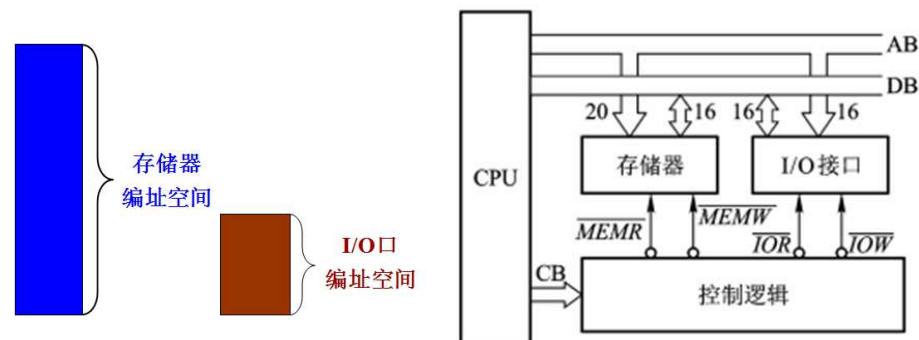 存储器
编址空间
I/O口
编址空间
CPU
AB
DB
20
16
16
16
存储器
I/O接口
MEMR
MEMW
IOR
IOW
CB
控制逻辑